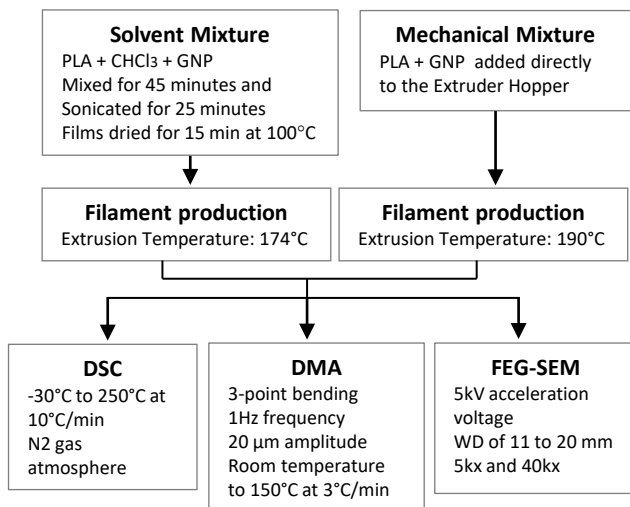 Solvent Mixture
PLA + CHCl3 + GNP
Mixed for 45 minutes and
Sonicated for 25 minutes
Films dried for 15 min at 100°C
Mechanical Mixture
PLA + GNP added directly
to the Extruder Hopper
Filament production
Extrusion Temperature: 174°C
Filament production
Extrusion Temperature: 190°C
DSC
-30°C to 250°C at
10°C/min
N2 gas
atmosphere
DMA
3-point bending
1Hz frequency
20 µm amplitude
Room temperature
to 150°C at 3°C/min
FEG-SEM
5kV acceleration
voltage
WD of 11 to 20 mm
5kx and 40kx